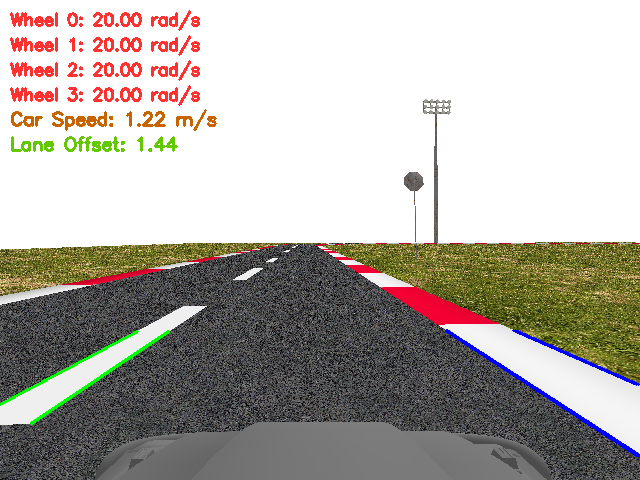 Wheel 0: 20.00 rad/s
Wheel 1: 20.00 rad/s
Wheel 2: 20.00 rad/s
Wheel 3: 20.00 rad/s
Car Speed: 1.22 m/s
Lane Offset: 1.44